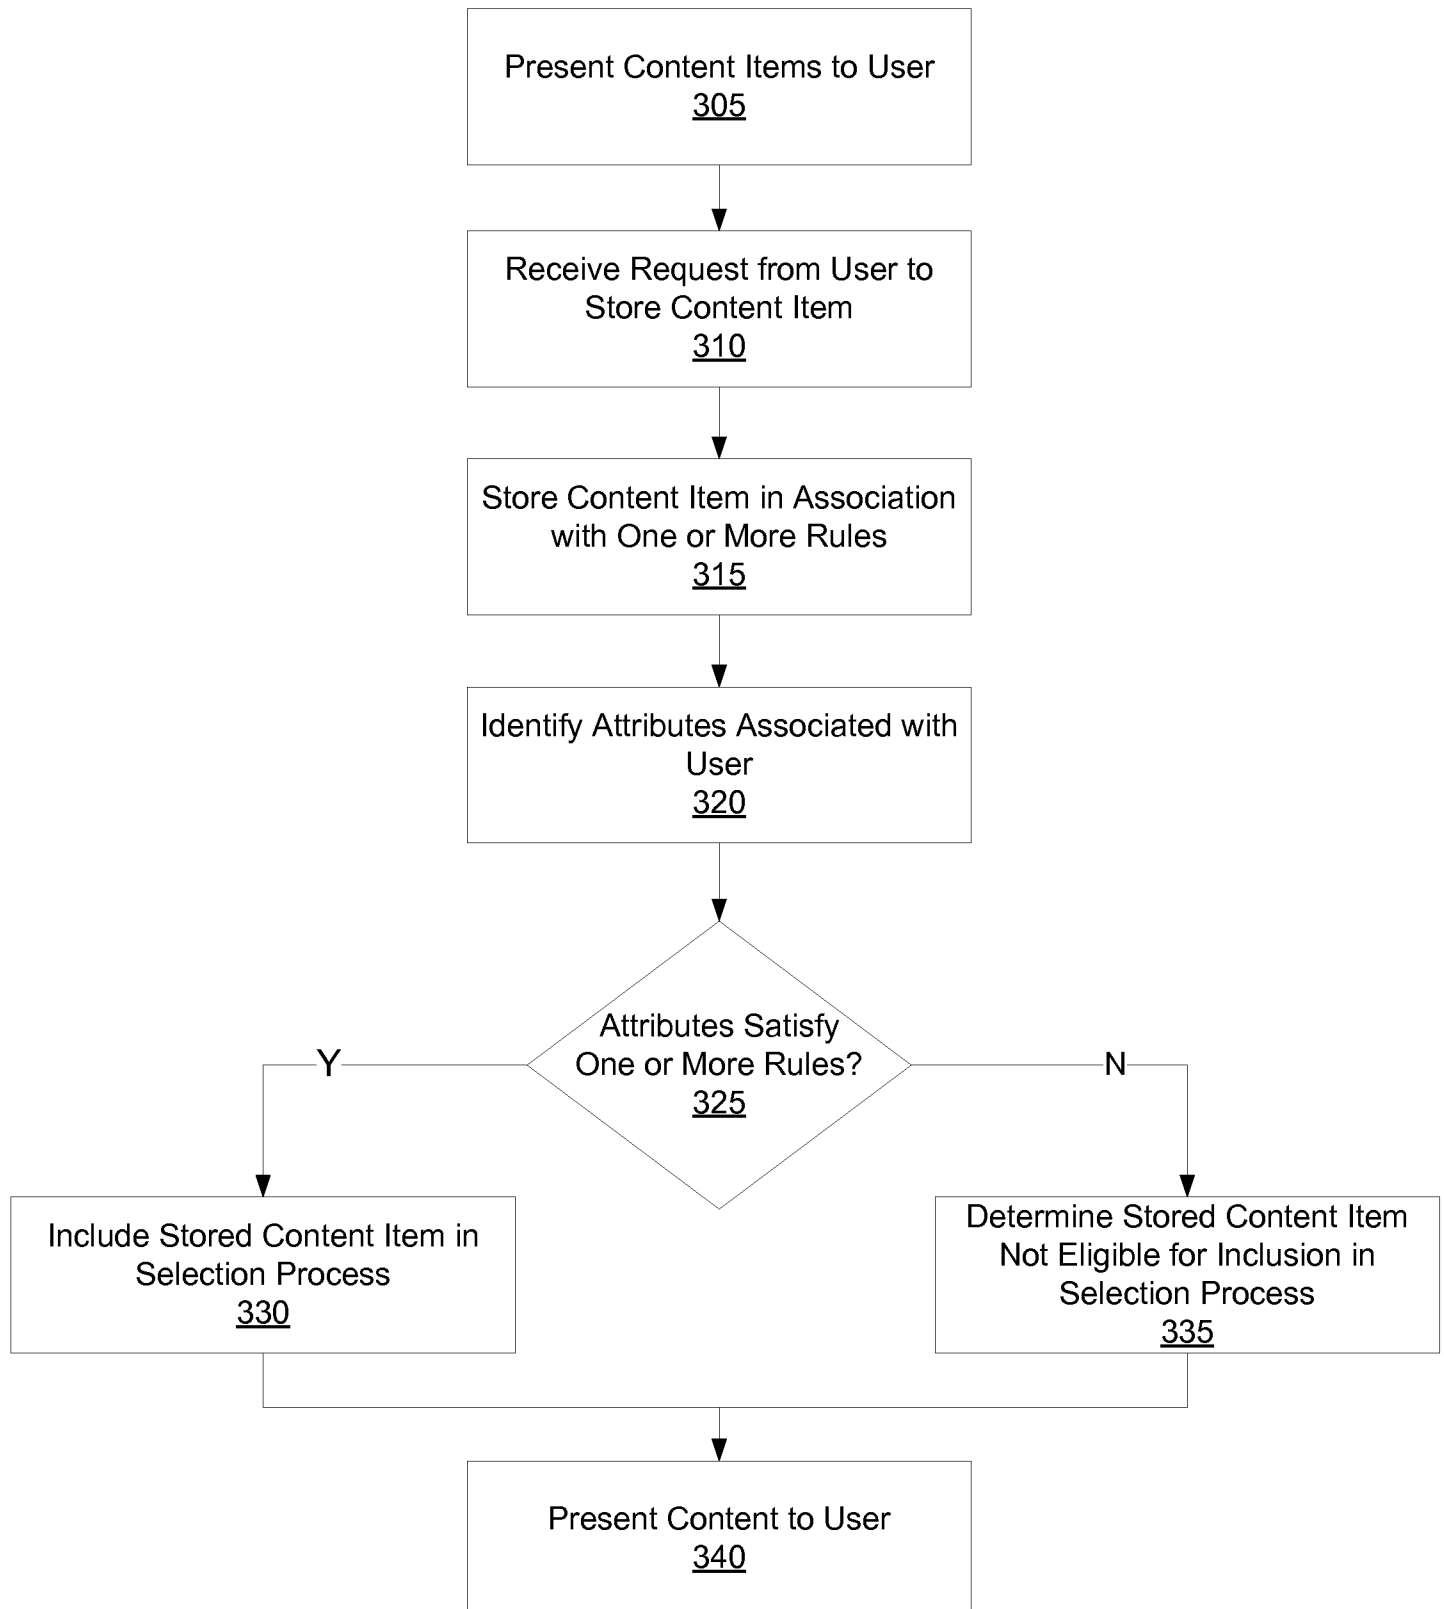 Present Content Items to User
305
Receive Request from User to
Store Content Item
310
Store Content Item in Association
with One or More Rules
315
Identify Attributes Associated with
User
320
Attributes Satisfy
One or More Rules?
325
Y
N
Include Stored Content Item in
Selection Process
330
Determine Stored Content Item
Not Eligible for Inclusion in
Selection Process
335
Present Content to User
340